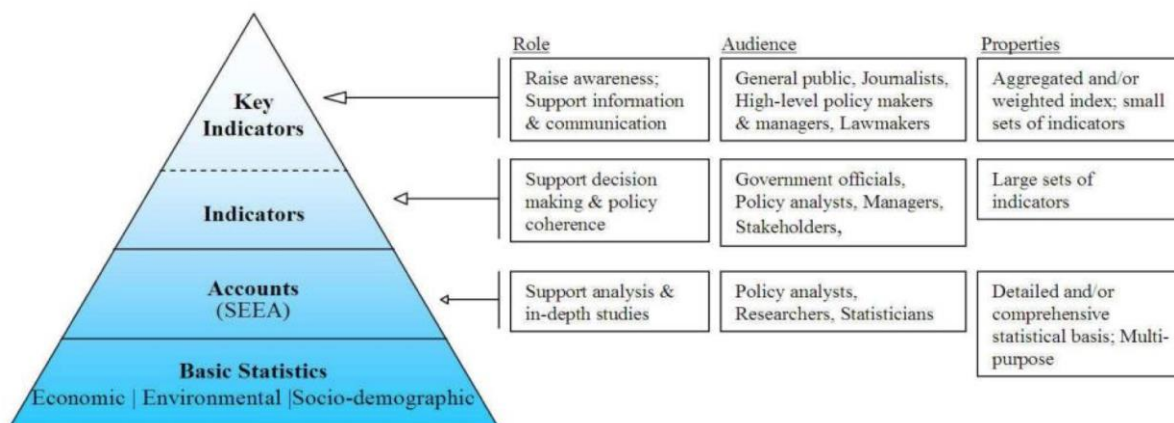 Key
Indicators
Indicators
Accounts
(SEEA)
Basic Statistics
Economic | Environmental |Socio-demographic
Role
Raise awareness;
Support information
& communication
Support decision
making & policy
coherence
Support analysis &
in-depth studies
Audience
General public, Journalists,
High-level policy makers
& managers, Lawmakers
Government officials,
Policy analysts, Managers,
Stakeholders,
Policy analysts,
Researchers, Statisticians
Properties
Aggregated and/or
weighted index; small
sets of indicators
Large sets of
indicators
Detailed and/or
comprehensive
statistical basis; Multi-
purpose